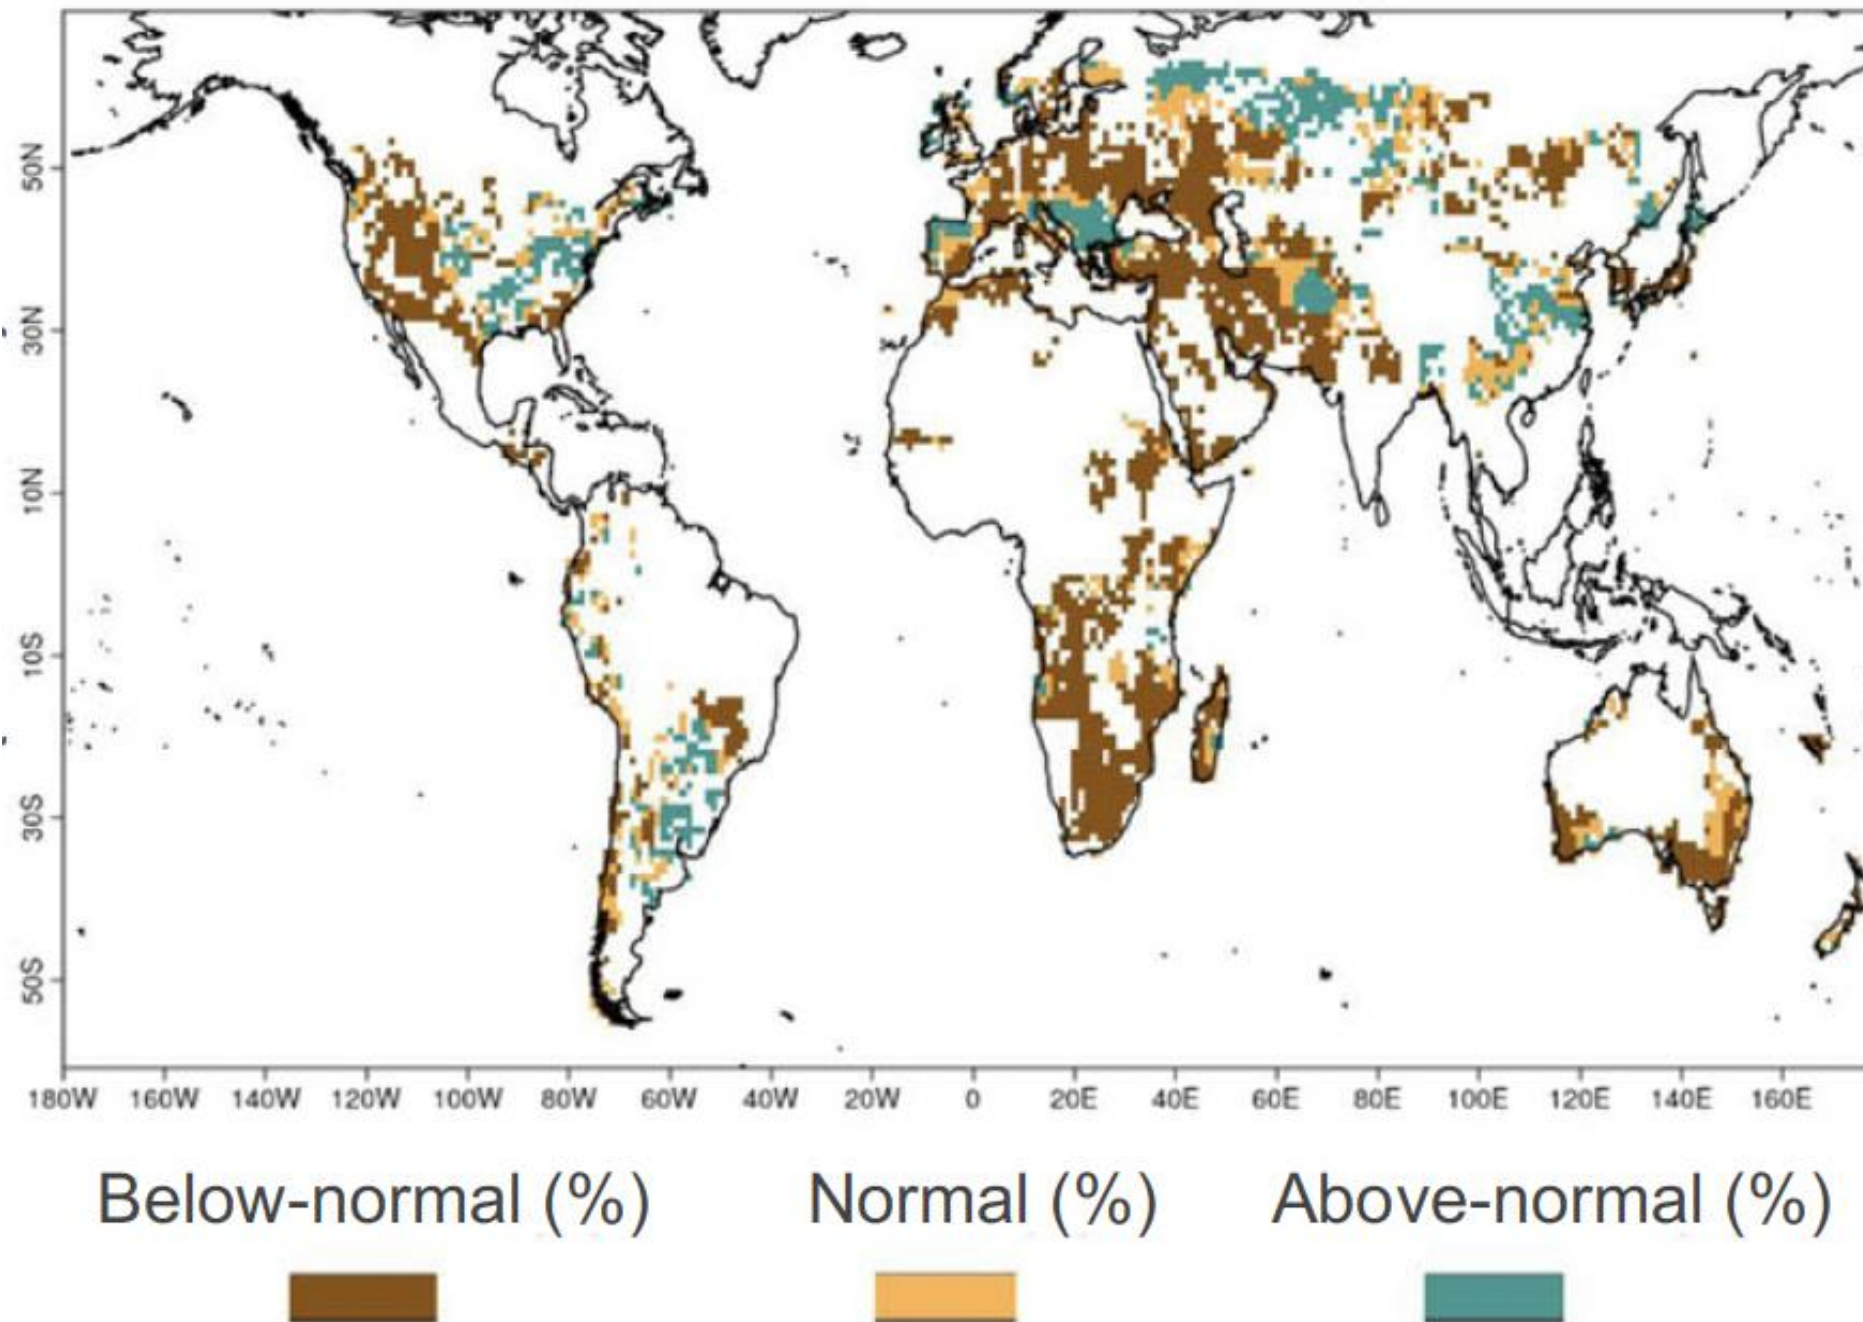 50N
30N
10N
10S
30S
50S
180W 160W 140W 120W 100W 80W 60W 40W 20W 0 20E 40E 60E 80E 100E 120E 140E 160E
Below-normal (%) Normal (%) Above-normal (%)